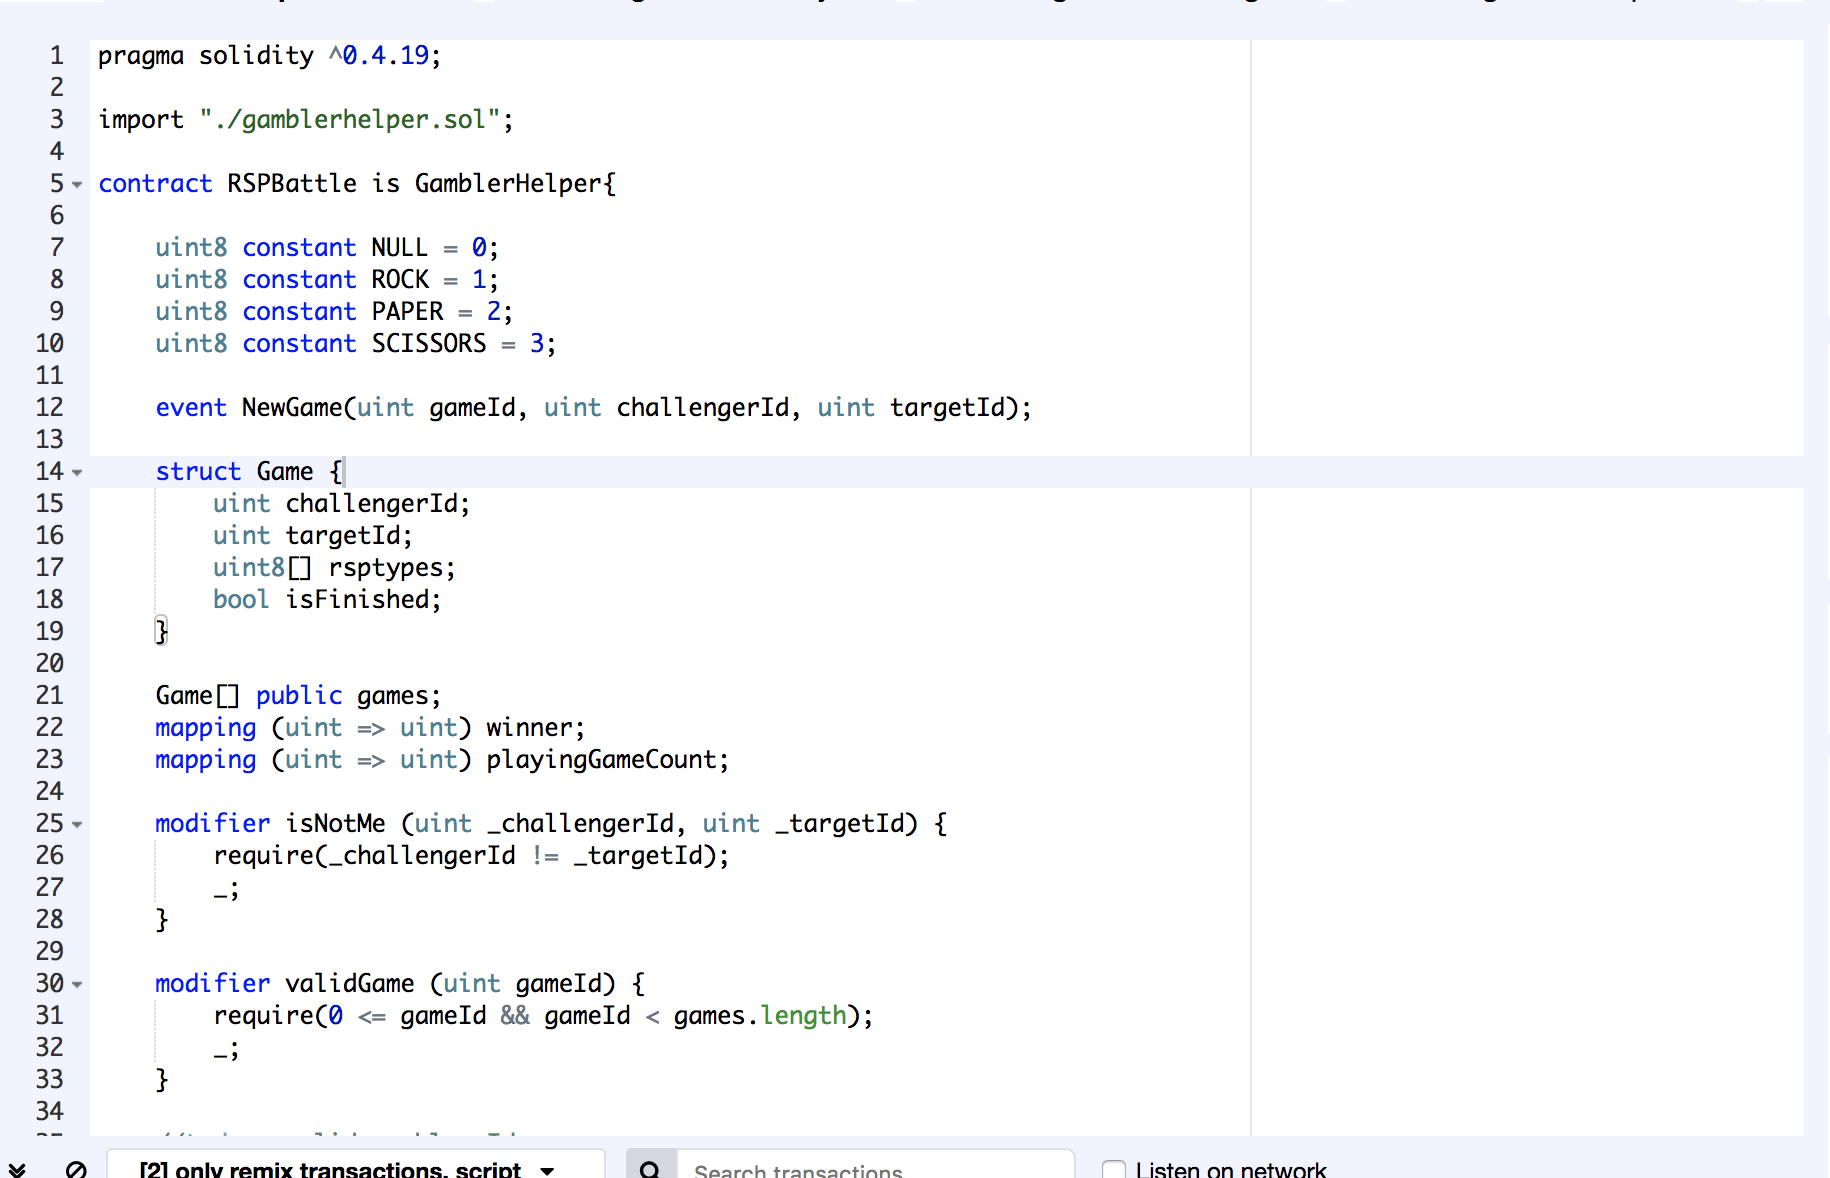 1 pragma solidity ^0.4.19;
2
3 import "./gamblerhelper.sol";
4
5 contract RSPBattle is GamblerHelper{
6
7 uint8 constant NULL = 0;
8 uint8 constant ROCK = 1;
9 uint8 constant PAPER = 2;
10 uint8 constant SCISSORS = 3;
11
12 event NewGame(uint gameId, uint challengerId, uint targetId);
13
14 struct Game {
15 uint challengerId;
16 uint targetId;
17 uint8[] rsptypes;
18 bool isFinished;
19 }
20
21 Game[] public games;
22 mapping (uint => uint) winner;
23 mapping (uint => uint) playingGameCount;
24
25 modifier isNotMe (uint _challengerId, uint _targetId) {
26 require(_challengerId != _targetId);
27 _;
28 }
29
30 modifier validGame (uint gameId) {
31 require(0 <= gameId && gameId < games.length);
32 _;
33 }
34
[2] only remix transactions, script
Search transactions
Listen on network